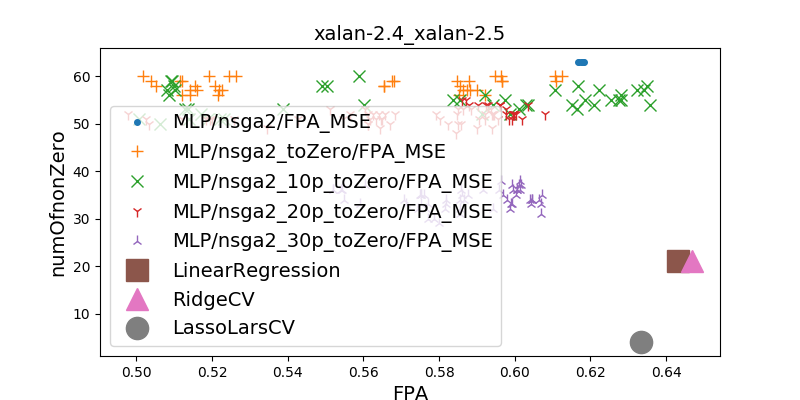 xalan-2.4_xalan-2.5
numOfnonZero
60
50
40
30
20
10
MLP/nsga2/FPA_MSE
MLP/nsga2_toZero/FPA_MSE
MLP/nsga2_10p_toZero/FPA_MSE
MLP/nsga2_20p_toZero/FPA_MSE
MLP/nsga2_30p_toZero/FPA_MSE
LinearRegression
RidgeCV
LassoLarsCV
0.50 0.52 0.54 0.56 0.58 0.60 0.62 0.64
FPA